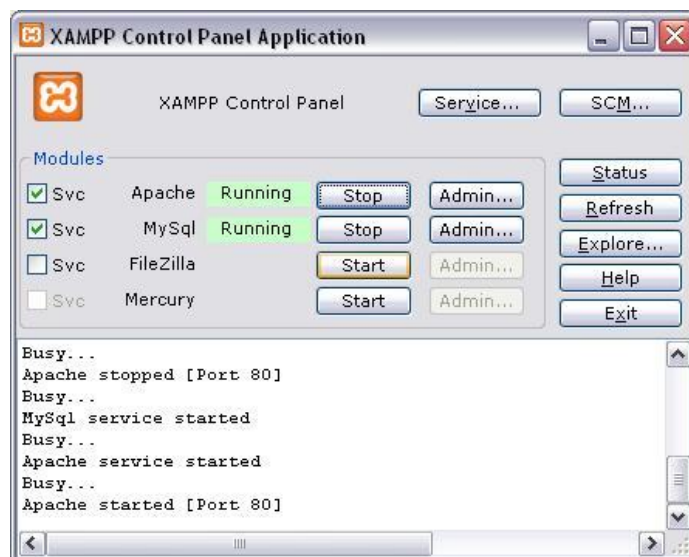 XAMPP Control Panel Application
XAMPP Control Panel Service... SCM...
Modules
Svc Apache Running Stop Admin...
Svc MySql Running Stop Admin...
Svc FileZilla Start Admin...
Svc Mercury Start Admin...
Status
Refresh
Explore...
Help
Exit
Busy...
Apache stopped [Port 80]
Busy...
MySql service started
Busy...
Apache service started
Busy...
Apache started [Port 80]